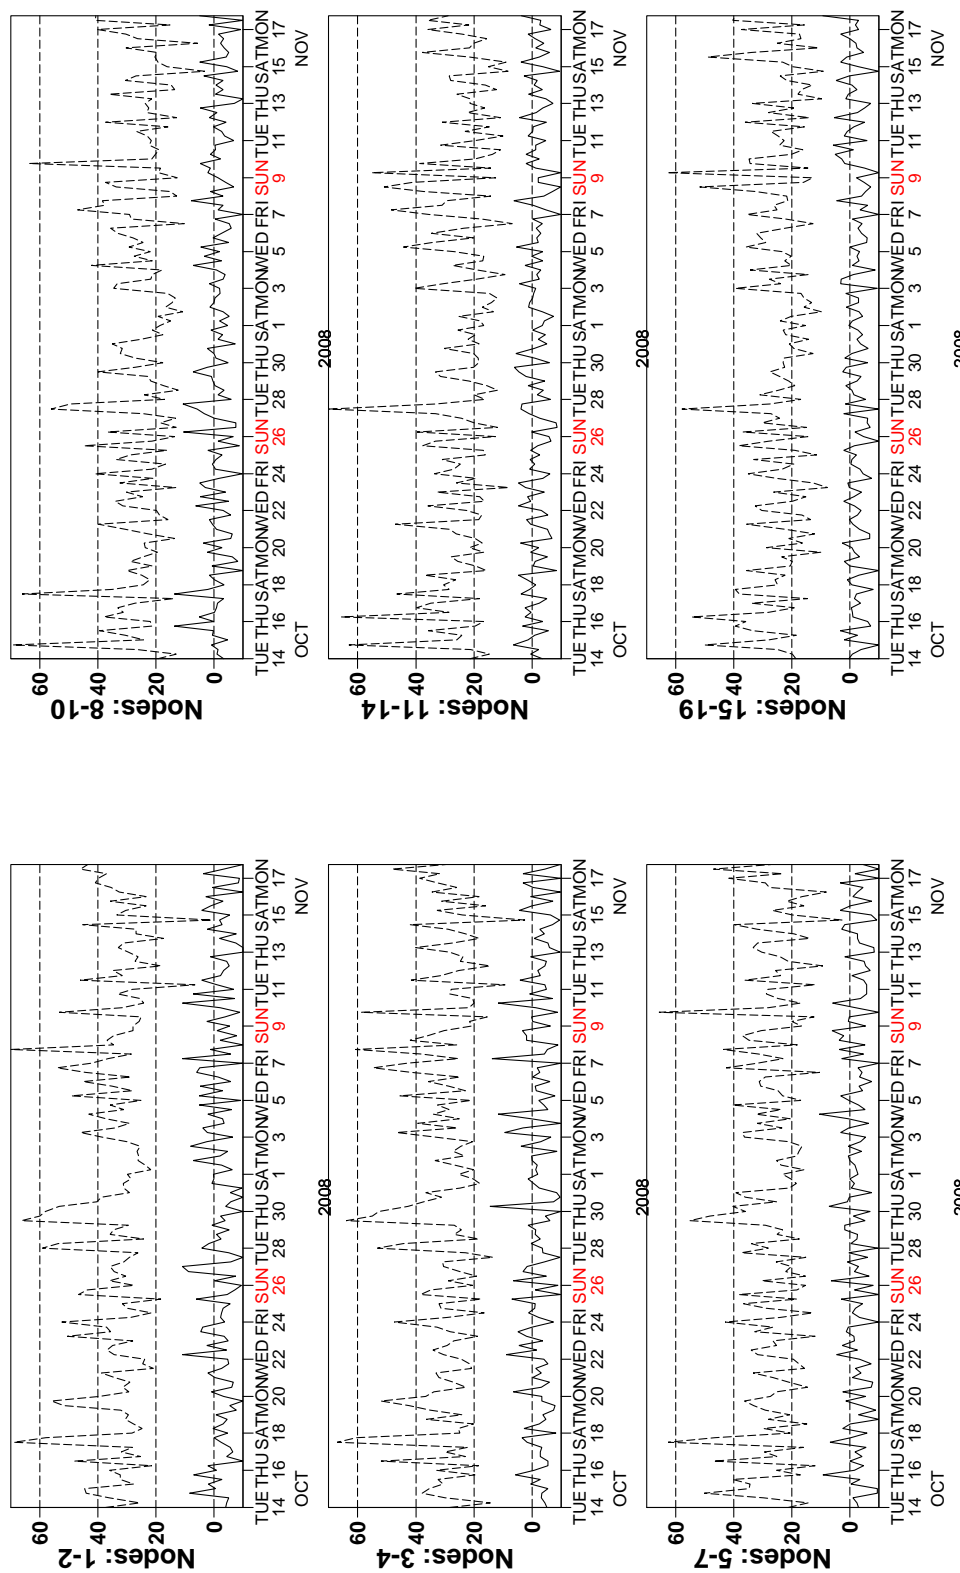 Nodes: 1-2
60
40
20
0
TUE THU SAT MON WED FRI SUN TUE THU SAT MON WED FRI SUN TUE THU SAT MON
14 16 18 20 22 24 26 28 30 1 3 5 7 9 11 13 15 17
OCT NOV
2008
Nodes: 3-4
60
40
20
0
TUE THU SAT MON WED FRI SUN TUE THU SAT MON WED FRI SUN TUE THU SAT MON
14 16 18 20 22 24 26 28 30 1 3 5 7 9 11 13 15 17
OCT NOV
2008
Nodes: 5-7
60
40
20
0
TUE THU SAT MON WED FRI SUN TUE THU SAT MON WED FRI SUN TUE THU SAT MON
14 16 18 20 22 24 26 28 30 1 3 5 7 9 11 13 15 17
OCT NOV
2008
Nodes: 8-10
60
40
20
0
TUE THU SAT MON WED FRI SUN TUE THU SAT MON WED FRI SUN TUE THU SAT MON
14 16 18 20 22 24 26 28 30 1 3 5 7 9 11 13 15 17
OCT NOV
2008
Nodes: 11-14
60
40
20
0
TUE THU SAT MON WED FRI SUN TUE THU SAT MON WED FRI SUN TUE THU SAT MON
14 16 18 20 22 24 26 28 30 1 3 5 7 9 11 13 15 17
OCT NOV
2008
Nodes: 15-19
60
40
20
0
TUE THU SAT MON WED FRI SUN TUE THU SAT MON WED FRI SUN TUE THU SAT MON
14 16 18 20 22 24 26 28 30 1 3 5 7 9 11 13 15 17
OCT NOV
2008